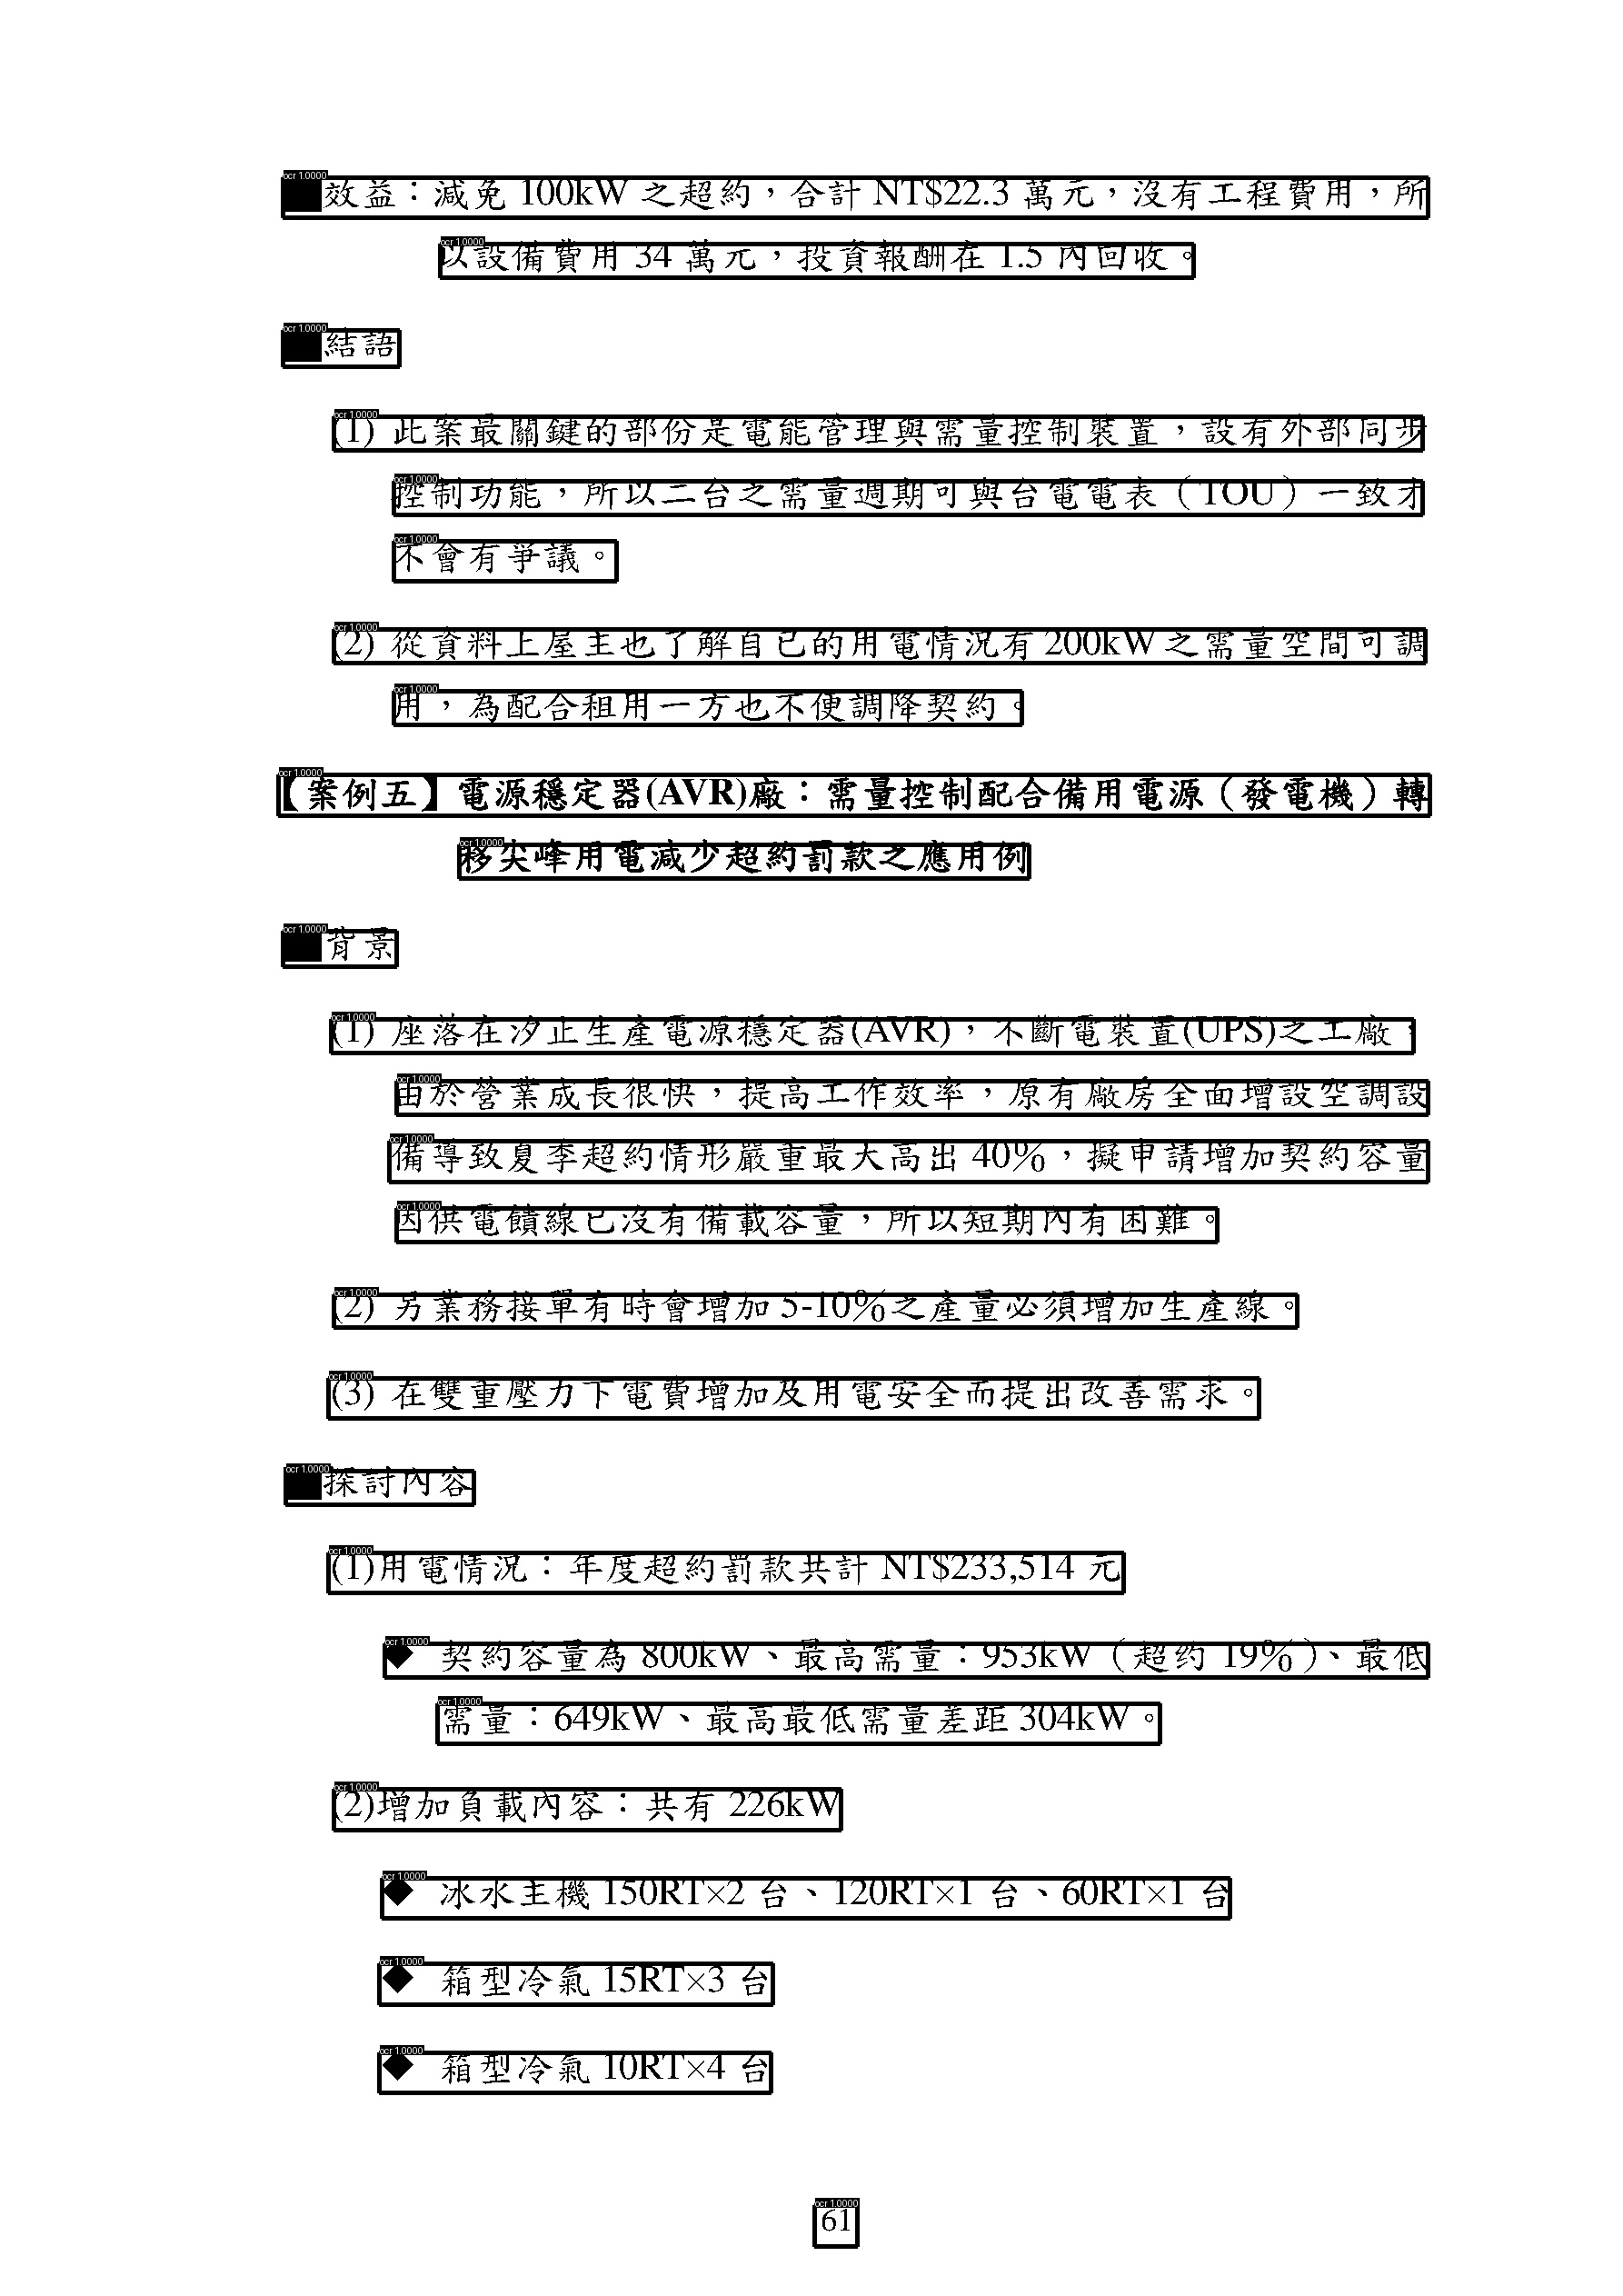 ■效益：減免 100kW 之超約，合計 NT$22.3 萬元，沒有工程費用，所
以設備費用 34 萬元，投資報酬在 1.5 內回收。
■結語
(1) 此案最關鍵的部份是電能管理與需量控制裝置，設有外部同步
控制功能，所以二台之需量週期可與台電電表（TOU）一致才
不會有爭議。
(2) 從資料上屋主也了解自己的用電情況有 200kW 之需量空間可調
用，為配合租用一方也不便調降契約。
【案例五】電源穩定器(AVR)廠：需量控制配合備用電源（發電機）轉
移尖峰用電減少超約罰款之應用例
■背景
(1) 座落在汐止生產電源穩定器(AVR)，不斷電裝置(UPS)之工廠，
由於營業成長很快，提高工作效率，原有廠房全面增設空調設
備導致夏季超約情形嚴重最大高出 40％，擬申請增加契約容量
因供電饋線已沒有備載容量，所以短期內有困難。
(2) 另業務接單有時會增加 5-10％之產量必須增加生產線。
(3) 在雙重壓力下電費增加及用電安全而提出改善需求。
■探討內容
(1)用電情況：年度超約罰款共計 NT$233,514 元
◆ 契約容量為 800kW、最高需量：953kW（超約 19％）、最低
需量：649kW、最高最低需量差距 304kW。
(2)增加負載內容：共有 226kW
◆ 冰水主機 150RT×2 台、120RT×1 台、60RT×1 台
◆ 箱型冷氣 15RT×3 台
◆ 箱型冷氣 10RT×4 台
61